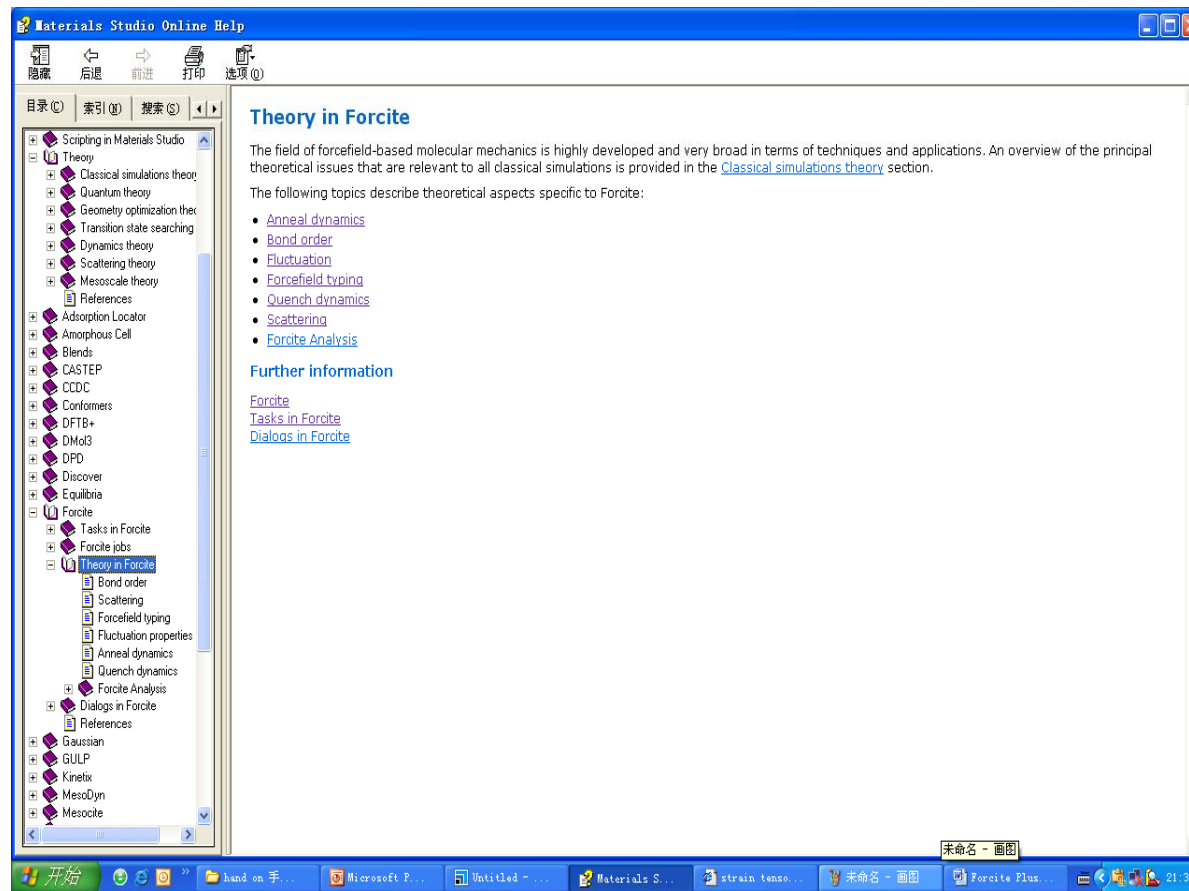 Materials Studio Online Help
隐藏 后退 前进 打印 选项(O)
目录(C) 索引(N) 搜索(S)
Scripting in Materials Studio
Theory
Classical simulations theory
Quantum theory
Geometry optimization theo
Transition state searching
Dynamics theory
Scattering theory
Mesoscale theory
References
Adsorption Locator
Amorphous Cell
Blends
CASTEP
CCDC
Conformers
DFTB+
DMol3
DPD
Discover
Equilibria
Forcite
Tasks in Forcite
Forcite jobs
Theory in Forcite
Bond order
Scattering
Forcefield typing
Fluctuation properties
Anneal dynamics
Quench dynamics
Forcite Analysis
Dialogs in Forcite
References
Gaussian
GULP
Kinetix
MesoDyn
Mesocite
Theory in Forcite
The field of forcefield-based molecular mechanics is highly developed and very broad in terms of techniques and applications. An overview of the principal
theoretical issues that are relevant to all classical simulations is provided in the Classical simulations theory section.
The following topics describe theoretical aspects specific to Forcite:
• Anneal dynamics
• Bond order
• Fluctuation
• Forcefield typing
• Quench dynamics
• Scattering
• Forcite Analysis
Further information
Forcite
Tasks in Forcite
Dialogs in Forcite
未命名 - 画图
开始 hand on 手... Microsoft P... Untitled - ... Materials S... strain tenso... 未命名 - 画图 Forcite Plus... 21:3